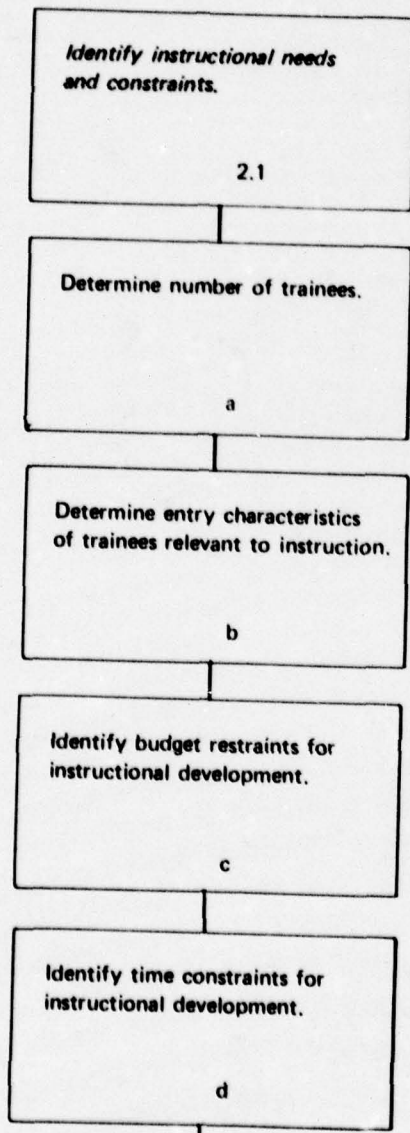 Identify instructional needs
and constraints.
2.1
Determine number of trainees.
a
Determine entry characteristics
of trainees relevant to instruction.
b
Identify budget restraints for
instructional development.
c
Identify time constraints for
instructional development.
d